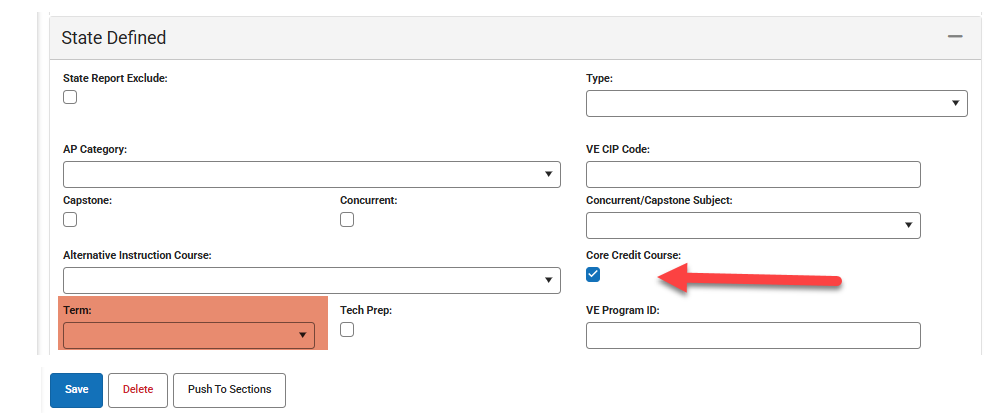 State Defined
State Report Exclude:
Type:
AP Category:
VE CIP Code:
Capstone:
Concurrent:
Concurrent/Capstone Subject:
Alternative Instruction Course:
Core Credit Course:
Term:
Tech Prep:
VE Program ID:
Save
Delete
Push To Sections